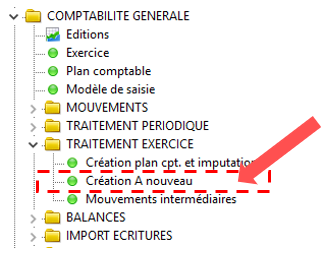 COMPTABILITE GENERALE
Editions
Exercice
Plan comptable
Modèle de saisie
MOUVEMENTS
TRAITEMENT PERIODIQUE
TRAITEMENT EXERCICE
Création plan cpt. et imputation
Création A nouveau
Mouvements intermédiaires
BALANCES
IMPORT ECRITURES